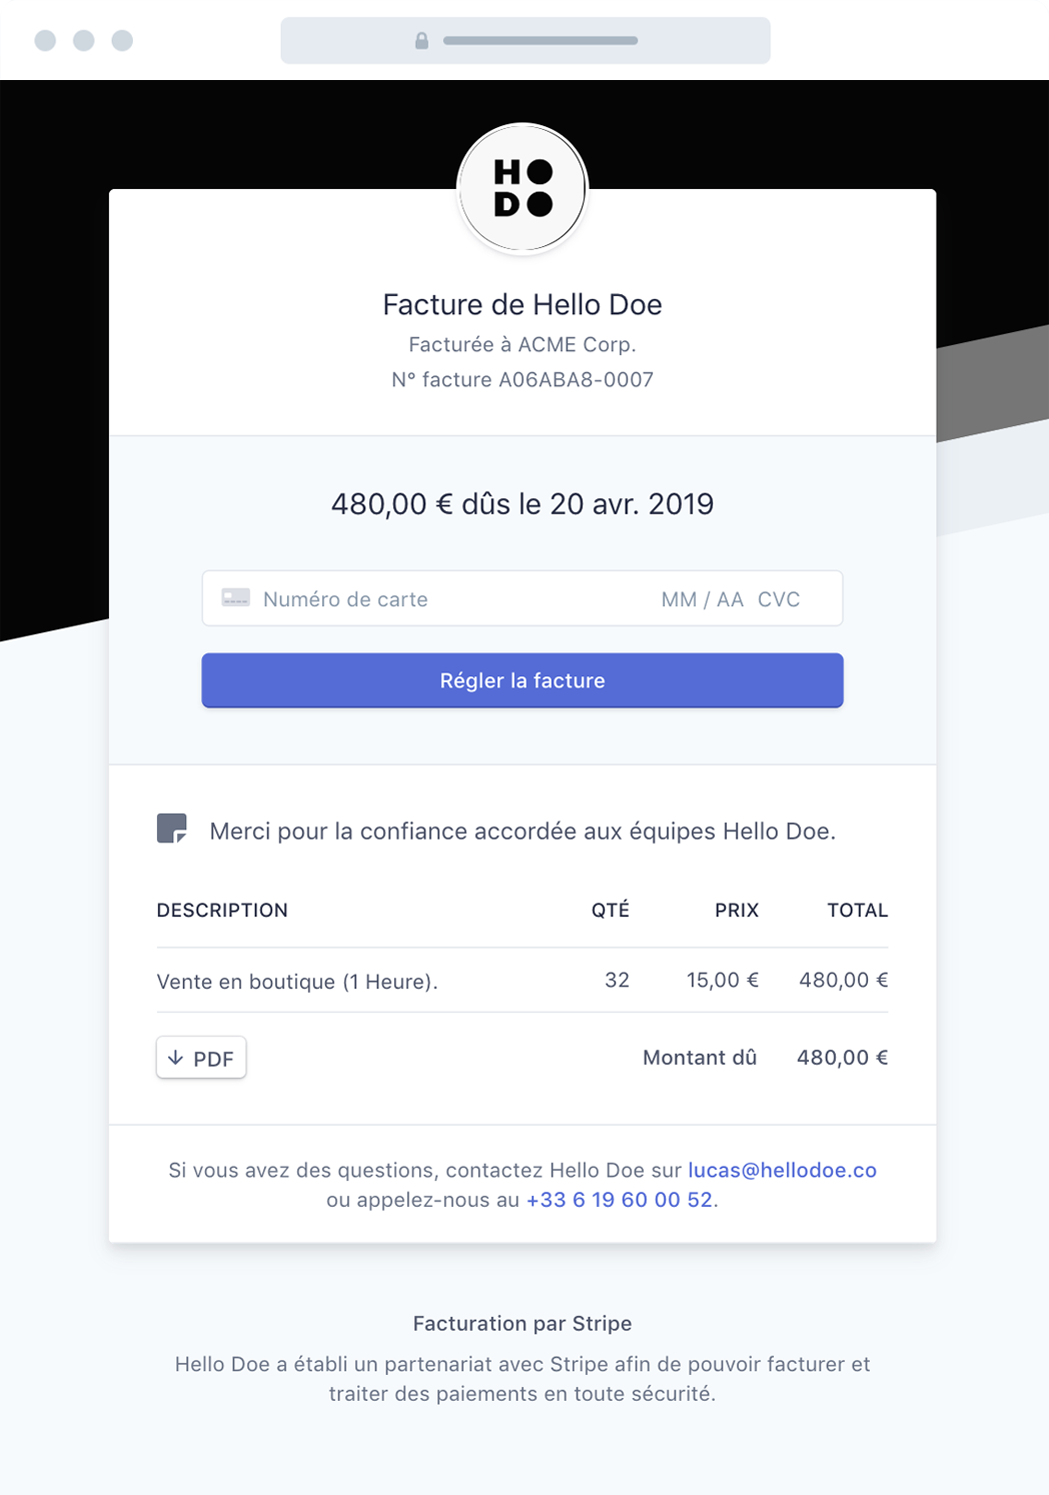 HO
DO
Facture de Hello Doe
Facturée à ACME Corp.
N° facture A06ABA8-0007
480,00 € dûs le 20 avr. 2019
Numéro de carte MM / AA CVC
Régler la facture
Merci pour la confiance accordée aux équipes Hello Doe.
DESCRIPTION QTÉ PRIX TOTAL
Vente en boutique (1 Heure). 32 15,00 € 480,00 €
PDF Montant dû 480,00 €
Si vous avez des questions, contactez Hello Doe sur lucas@hellodoe.co
ou appelez-nous au +33 6 19 60 00 52.
Facturation par Stripe
Hello Doe a établi un partenariat avec Stripe afin de pouvoir facturer et
traiter des paiements en toute sécurité.